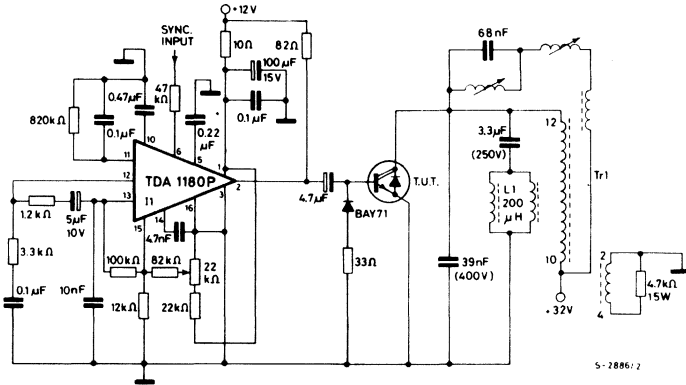 +12V
SYNC.
INPUT
10Ω
82Ω
68nF
100µF
15V
0.47µF
47
kΩ
820kΩ
0.1µF
0.22
µF
0.1µF
10
6
5
11
1
12
TDA 1180P
2
3
13
I1
16
15
14
4.7µF
T.U.T.
BAY71
3.3µF
(250V)
12
Tr1
L1
200
µH
1.2kΩ
5µF
10V
4.7nF
3.3kΩ
100kΩ
82kΩ
22
kΩ
33Ω
39nF
(400V)
10
2
4.7kΩ
15W
0.1µF
10nF
12kΩ
22kΩ
+32V
4
S-2886/2